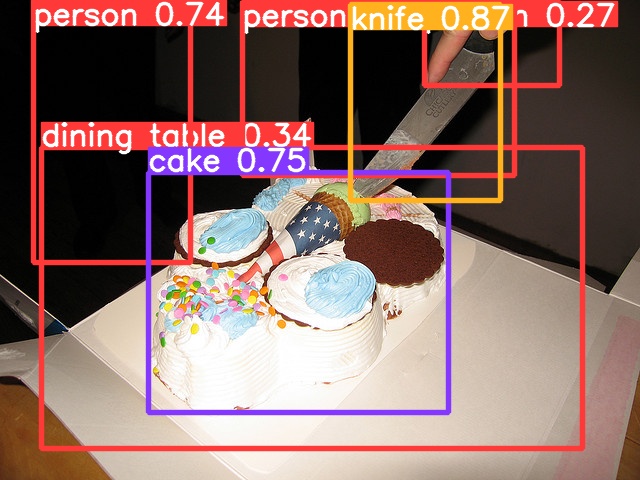 person 0.74
person
knife 0.87
n 0.27
dining table 0.34
cake 0.75